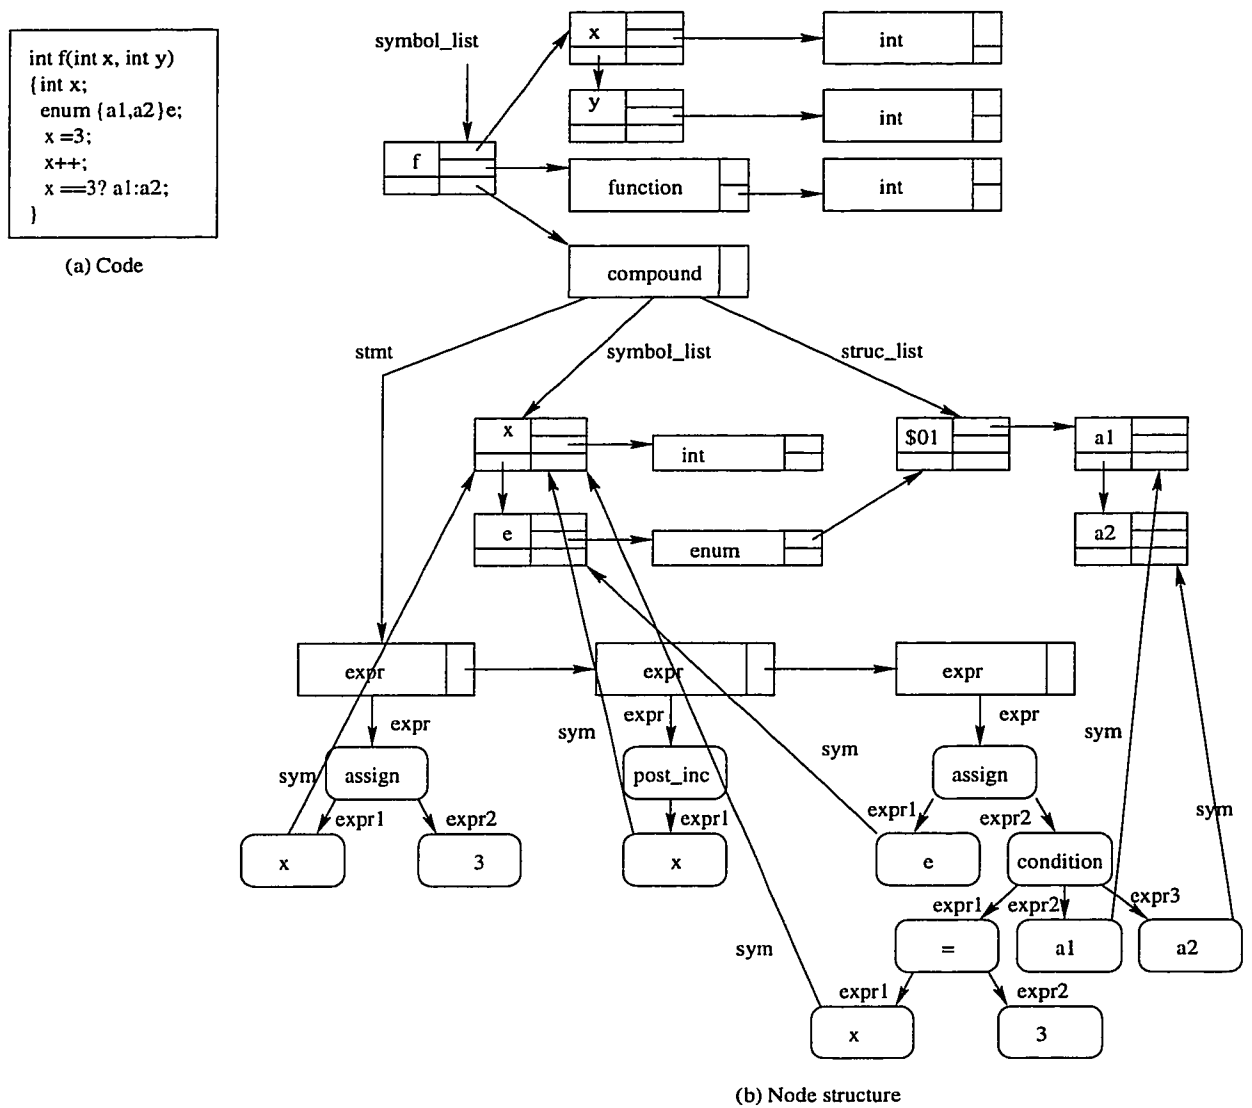 int f(int x, int y)
{int x;
enum {a1,a2}e;
x =3;
x++;
x ==3? a1:a2;
}
(a) Code
symbol_list
x
int
y
int
f
function
int
compound
stmt
symbol_list
struc_list
x
int
$01
a1
e
enum
a2
expr
expr
expr
expr
expr
expr
sym
sym
sym
sym
sym
assign
post_inc
assign
expr1
expr2
expr1
expr1
expr2
x
3
x
e
condition
expr1
expr2
expr3
sym
=
a1
a2
expr1
expr2
x
3
(b) Node structure